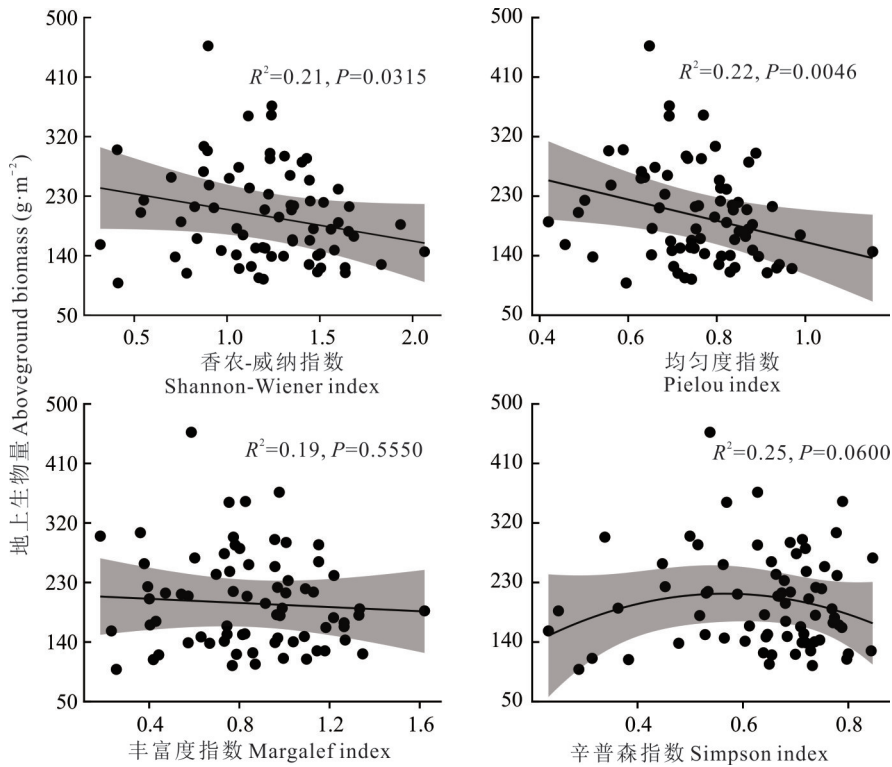 地上生物量 Aboveground biomass (g·m⁻²)
500
410
320
230
140
50
R²=0.21, P=0.0315
0.5 1.0 1.5 2.0
香农-威纳指数
Shannon-Wiener index
500
410
320
230
140
50
R²=0.22, P=0.0046
0.4 0.6 0.8 1.0
均匀度指数
Pielou index
500
410
320
230
140
50
R²=0.19, P=0.5550
0.4 0.8 1.2 1.6
丰富度指数 Margalef index
500
410
320
230
140
50
R²=0.25, P=0.0600
0.4 0.6 0.8
辛普森指数 Simpson index